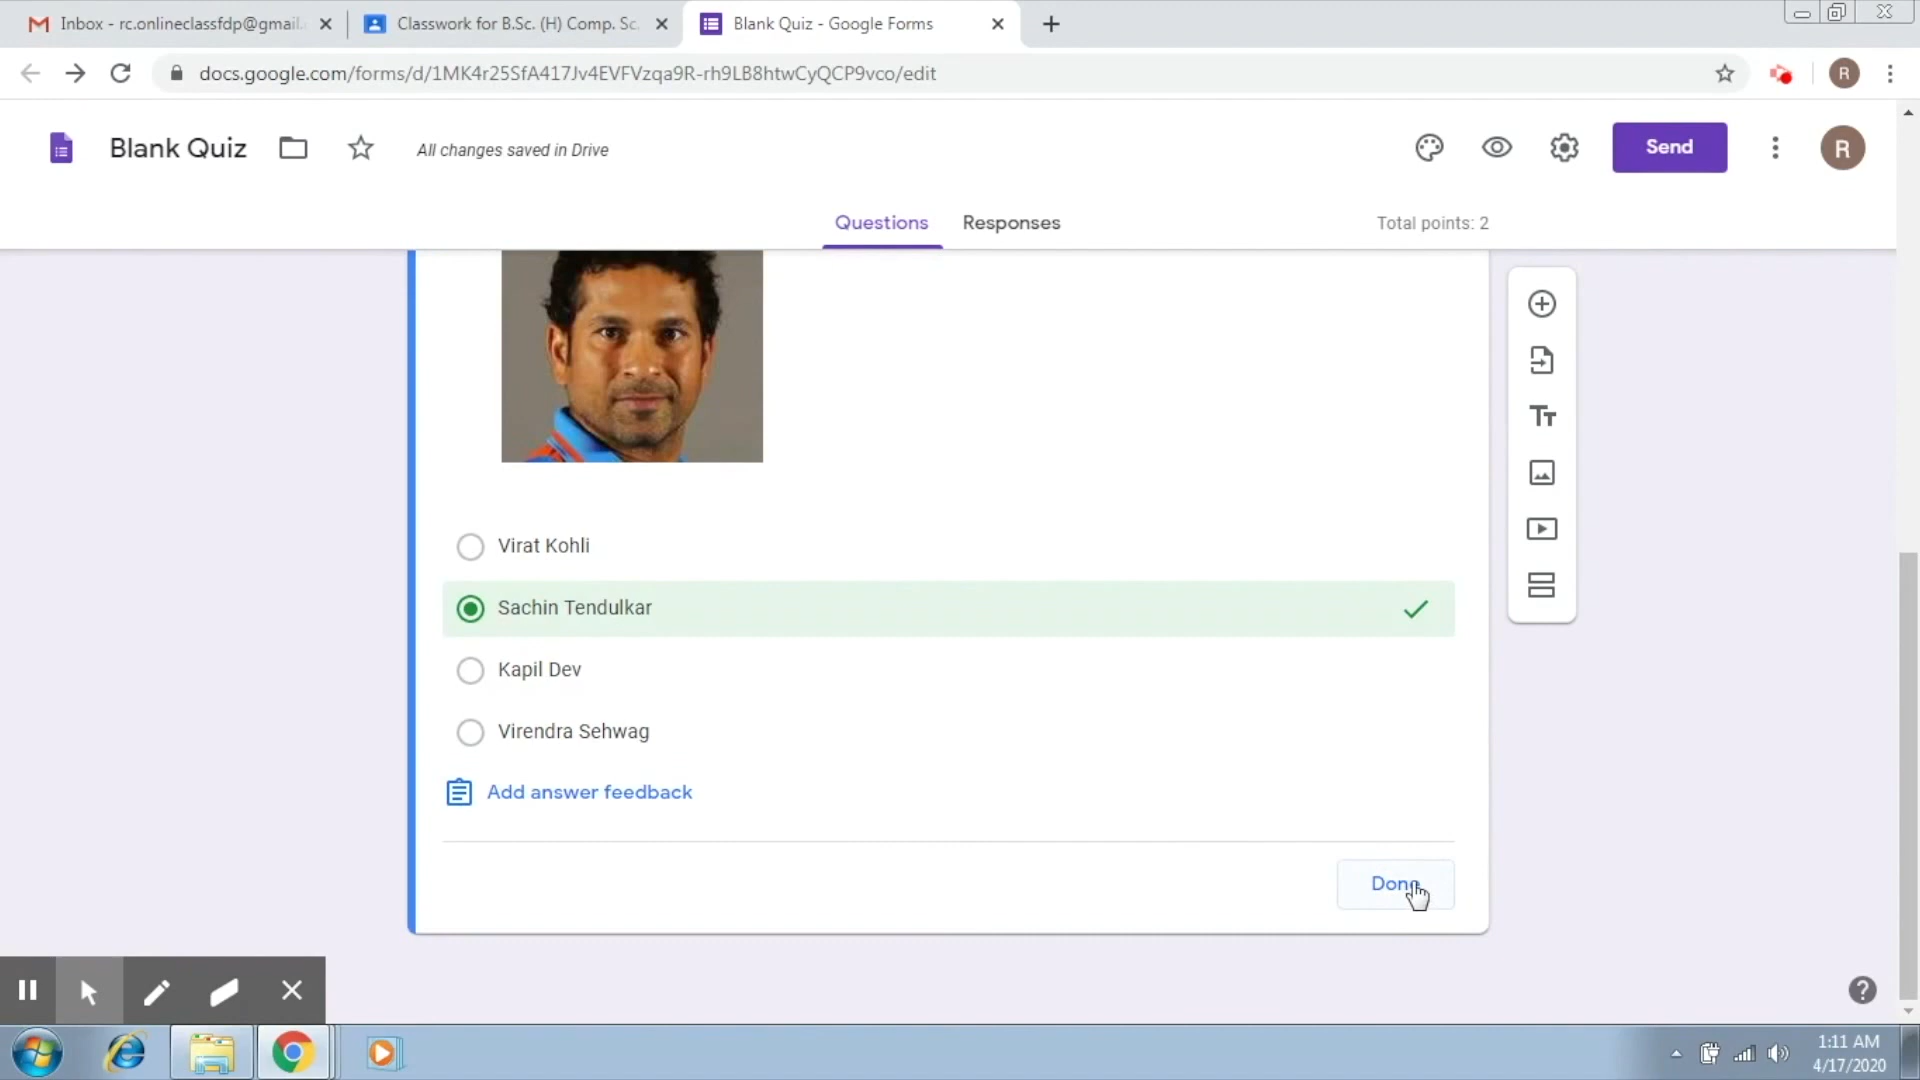 Inbox - rc.onlineclassfdp@gmail.
Classwork for B.Sc. (H) Comp. Sc.
Blank Quiz - Google Forms
docs.google.com/forms/d/1MK4r25SfA417Jv4EVFVzqa9R-rh9LB8htwCyQCP9vco/edit
R
Blank Quiz
All changes saved in Drive
Send
R
Questions
Responses
Total points: 2
Tт
Virat Kohli
Sachin Tendulkar
Kapil Dev
Virendra Sehwag
Add answer feedback
Done
1:11 AM
4/17/2020